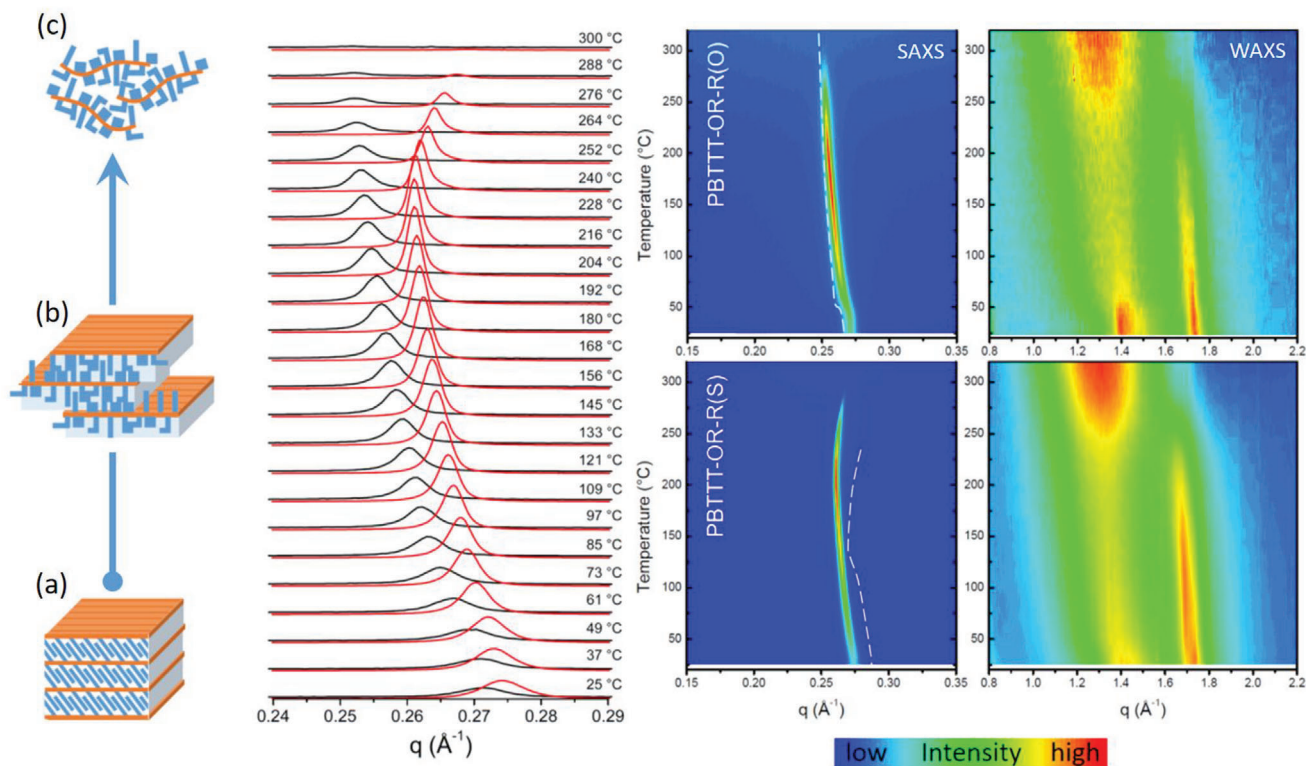 (c)
(b)
(a)
300 °C
288 °C
276 °C
264 °C
252 °C
240 °C
228 °C
216 °C
204 °C
192 °C
180 °C
168 °C
156 °C
145 °C
133 °C
121 °C
109 °C
97 °C
85 °C
73 °C
61 °C
49 °C
37 °C
25 °C
0.24 0.25 0.26 0.27 0.28 0.29
q (Å⁻¹)
SAXS
PBTTT-OR-R(O)
Temperature (°C)
300
250
200
150
100
50
0.15 0.20 0.25 0.30 0.35
WAXS
0.8 1.0 1.2 1.4 1.6 1.8 2.0 2.2
PBTTT-OR-R(S)
Temperature (°C)
300
250
200
150
100
50
0.15 0.20 0.25 0.30 0.35
q (Å⁻¹)
0.8 1.0 1.2 1.4 1.6 1.8 2.0 2.2
q (Å⁻¹)
low Intensity high